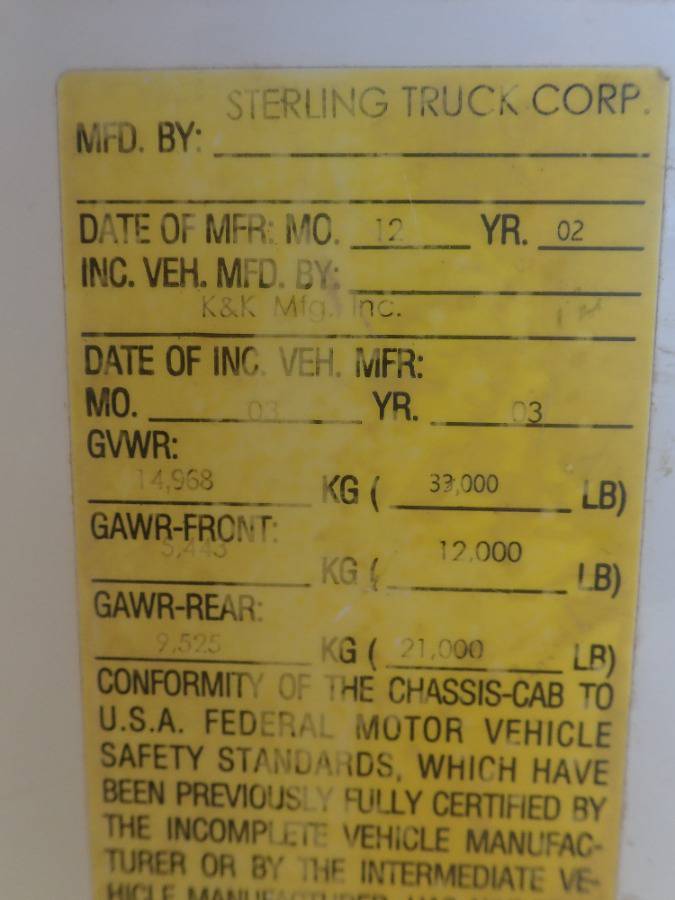 STERLING TRUCK CORP.
MFD. BY:
DATE OF MFR: MO. 12 YR. 02
INC. VEH. MFD. BY:
K&K Mfg. Inc.
DATE OF INC. VEH. MFR:
MO. 03 YR. 03
GVWR:
14,968 KG ( 33,000 LB)
GAWR-FRONT:
5,443 KG ( 12,000 LB)
GAWR-REAR:
9,525 KG ( 21,000 LB)
CONFORMITY OF THE CHASSIS-CAB TO
U.S.A. FEDERAL MOTOR VEHICLE
SAFETY STANDARDS, WHICH HAVE
BEEN PREVIOUSLY FULLY CERTIFIED BY
THE INCOMPLETE VEHICLE MANUFAC-
TURER OR BY THE INTERMEDIATE VE-
HICLE MANUFACTURER